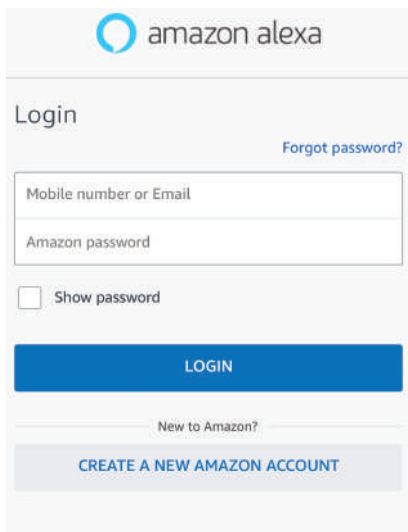 amazon alexa
Login
Forgot password?
Mobile number or Email
Amazon password
Show password
LOGIN
New to Amazon?
CREATE A NEW AMAZON ACCOUNT